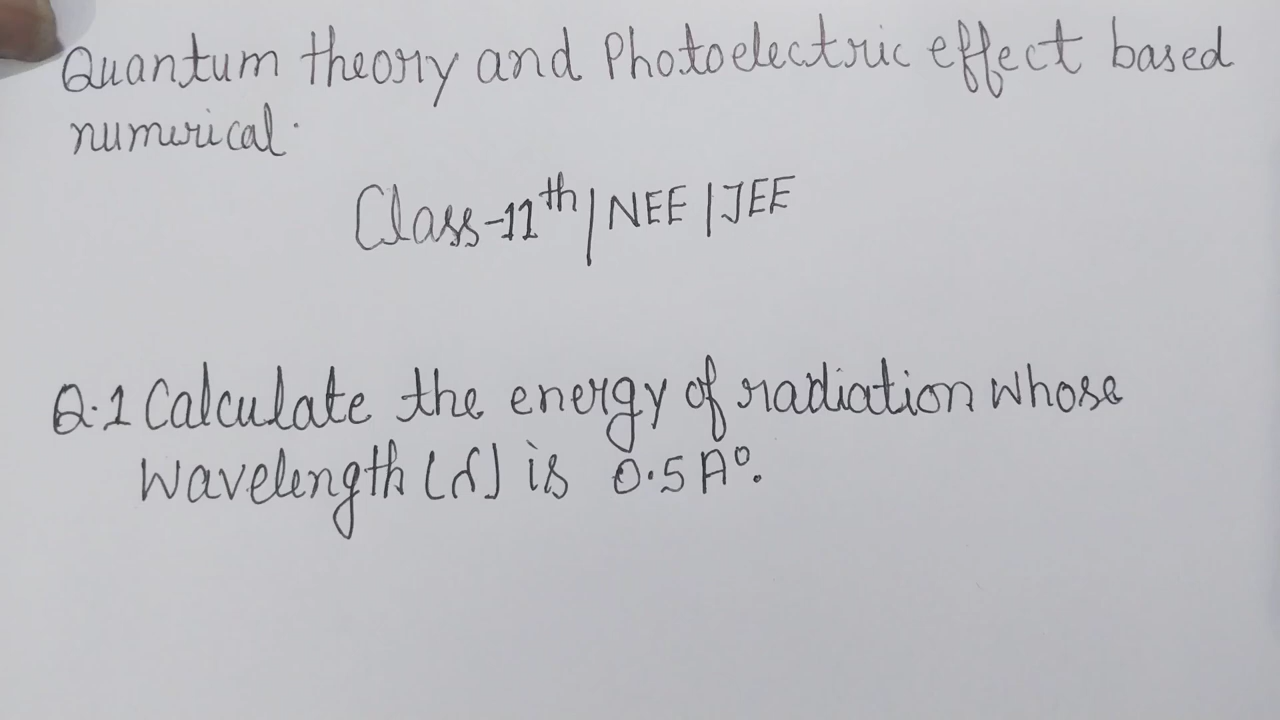 Quantum theory and Photoelectric effect based
numerical.
Class-11th | NEE | JEE
Q.1 Calculate the energy of radiation whose
wavelength (λ) is 0.5 A°.